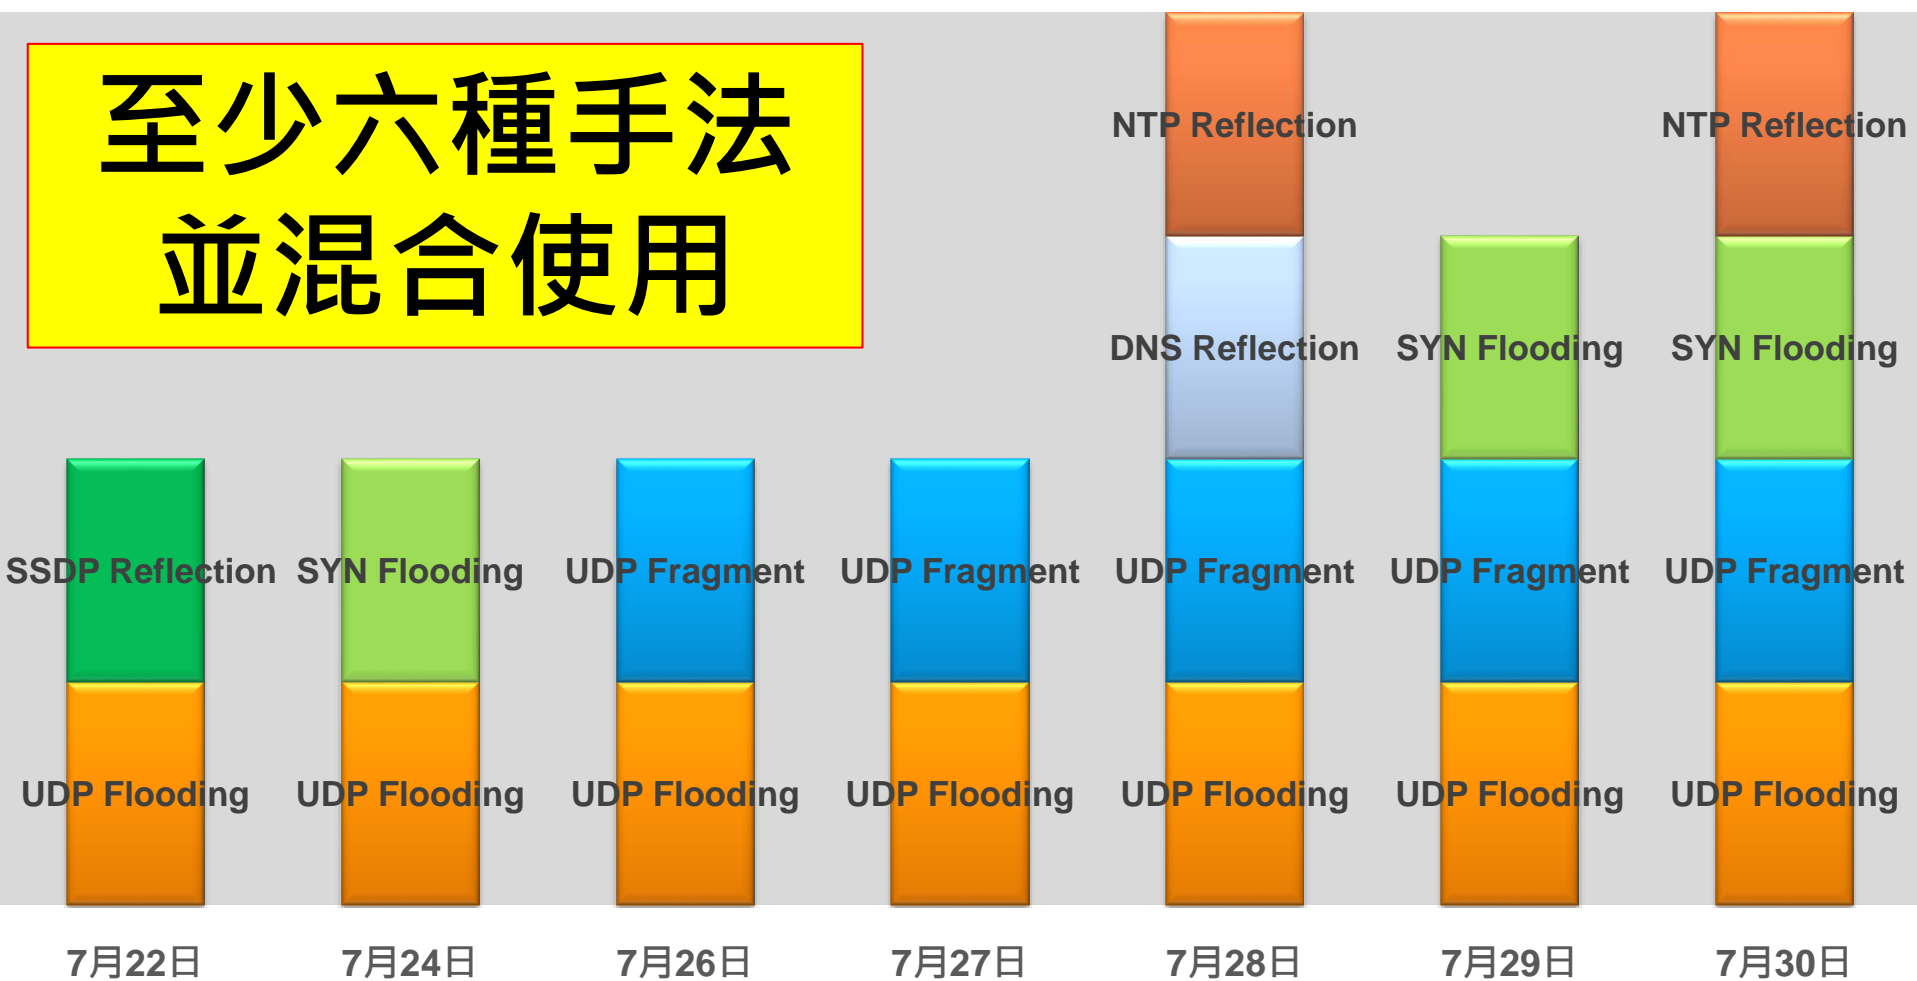 至少六種手法
並混合使用
NTP Reflection NTP Reflection
DNS Reflection SYN Flooding SYN Flooding
SSDP Reflection SYN Flooding UDP Fragment UDP Fragment UDP Fragment UDP Fragment UDP Fragment
UDP Flooding UDP Flooding UDP Flooding UDP Flooding UDP Flooding UDP Flooding UDP Flooding
7月22日 7月24日 7月26日 7月27日 7月28日 7月29日 7月30日